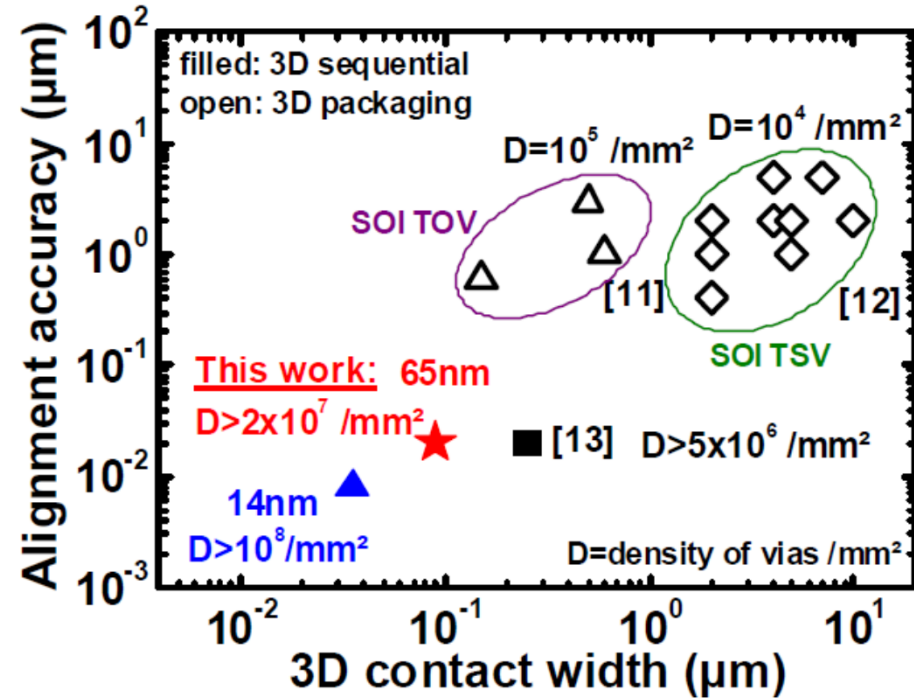 Alignment accuracy (µm)
10²
10¹
10⁰
10⁻¹
10⁻²
10⁻³
filled: 3D sequential
open: 3D packaging
D=10⁵ /mm²
D=10⁴ /mm²
SOI TOV
[11]
[12]
SOI TSV
This work: 65nm
D>2x10⁷ /mm²
[13] D>5x10⁶ /mm²
14nm
D>10⁸/mm²
D=density of vias /mm²
10⁻² 10⁻¹ 10⁰ 10¹
3D contact width (µm)